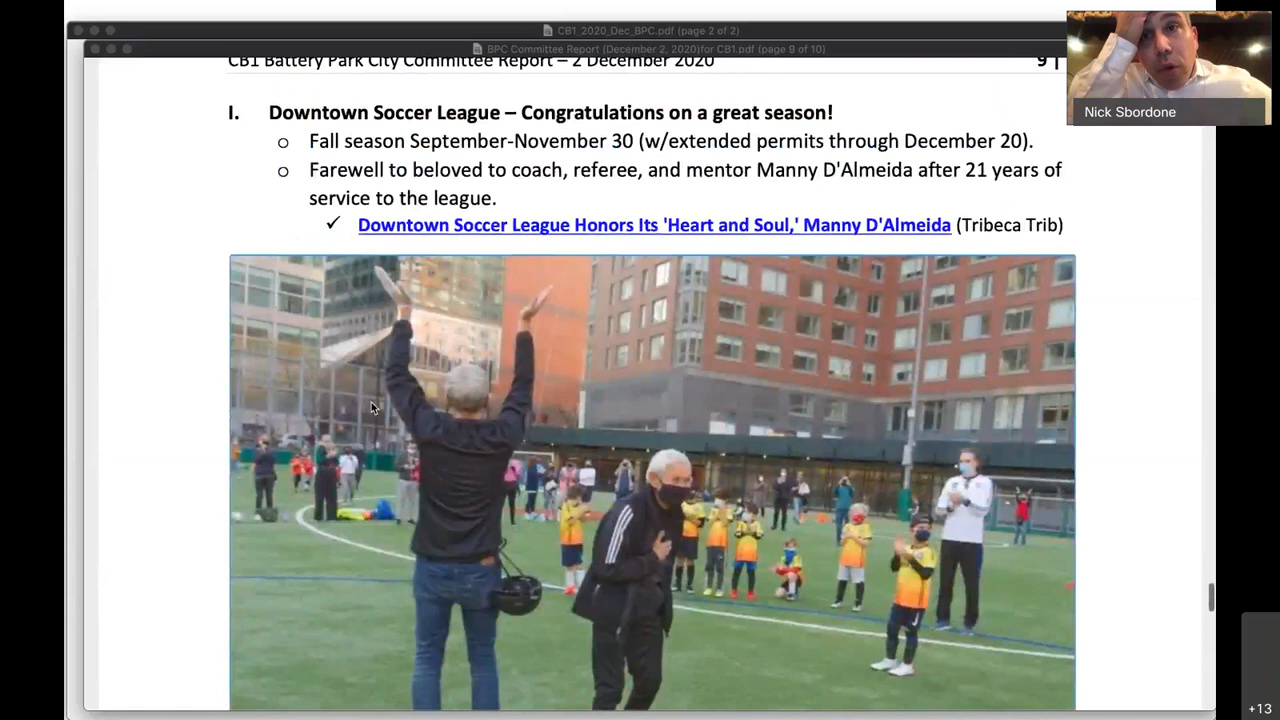 CB1_2020_Dec_BPC.pdf (page 2 of 2)
BPC Committee Report (December 2, 2020)for CB1.pdf (page 9 of 10)
CB1 Battery Park City Committee Report – 2 December 2020 9 |
Nick Sbordone
I. Downtown Soccer League – Congratulations on a great season!
o Fall season September-November 30 (w/extended permits through December 20).
o Farewell to beloved to coach, referee, and mentor Manny D'Almeida after 21 years of
service to the league.
✓ Downtown Soccer League Honors Its 'Heart and Soul,' Manny D'Almeida (Tribeca Trib)
+13